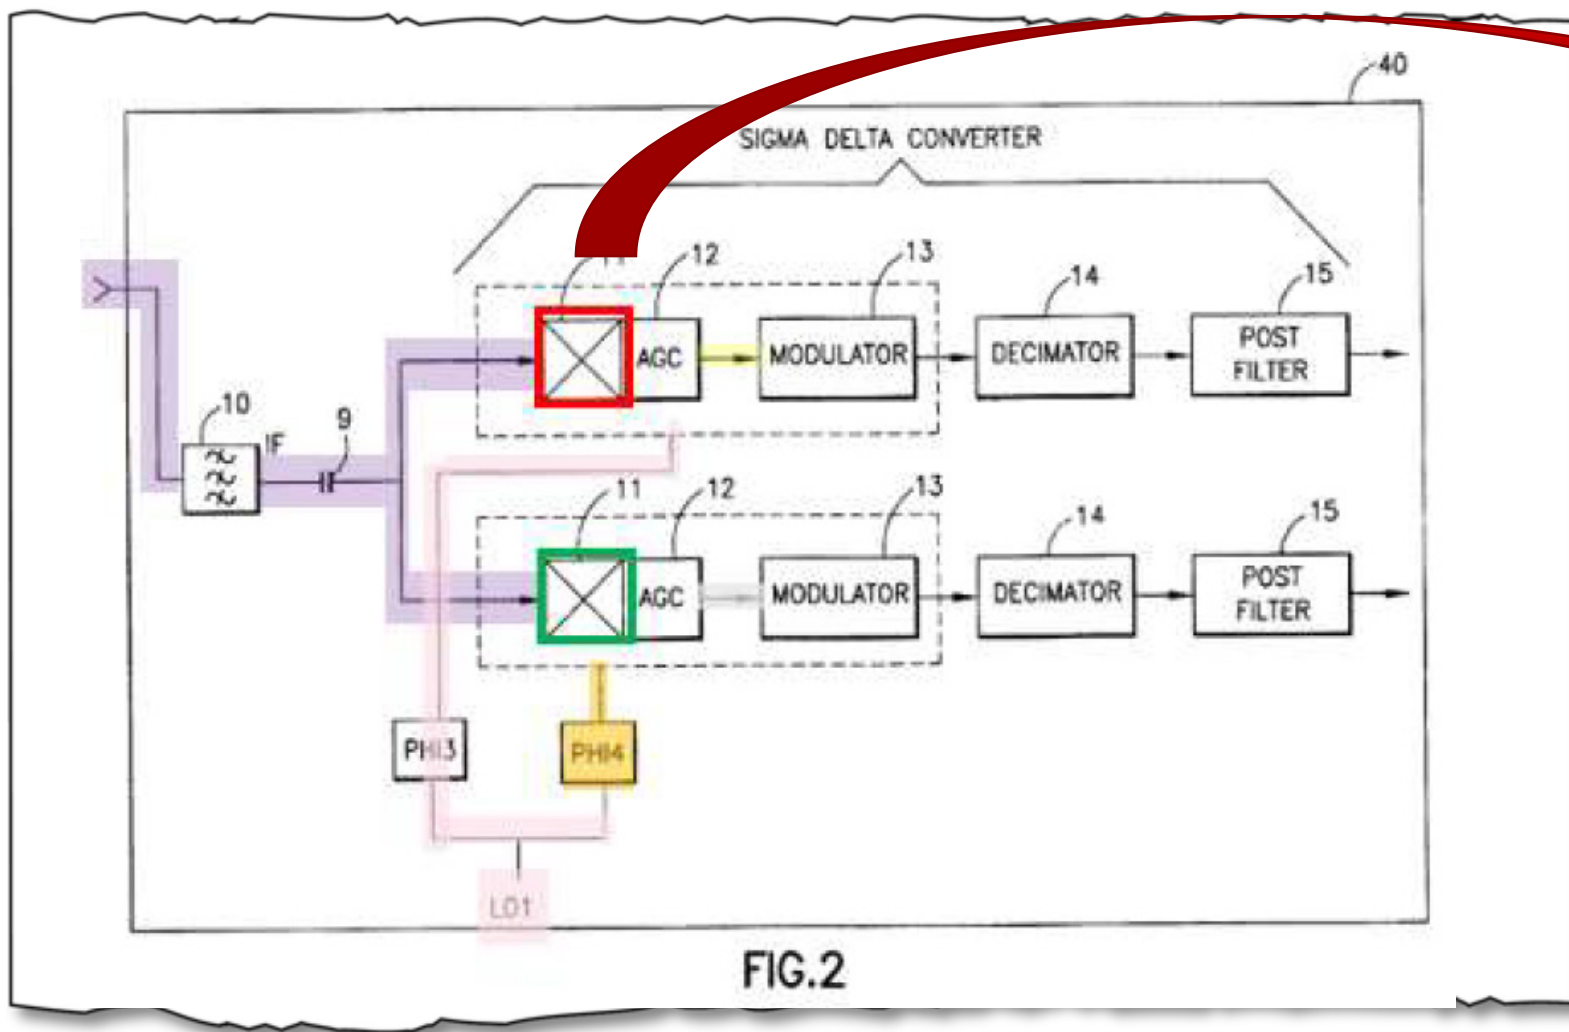 40
SIGMA DELTA CONVERTER
12
13
14
15
AGC
MODULATOR
DECIMATOR
POST
FILTER
10
IF
9
11
12
13
14
15
AGC
MODULATOR
DECIMATOR
POST
FILTER
PHI3
PHI4
LO1
FIG.2